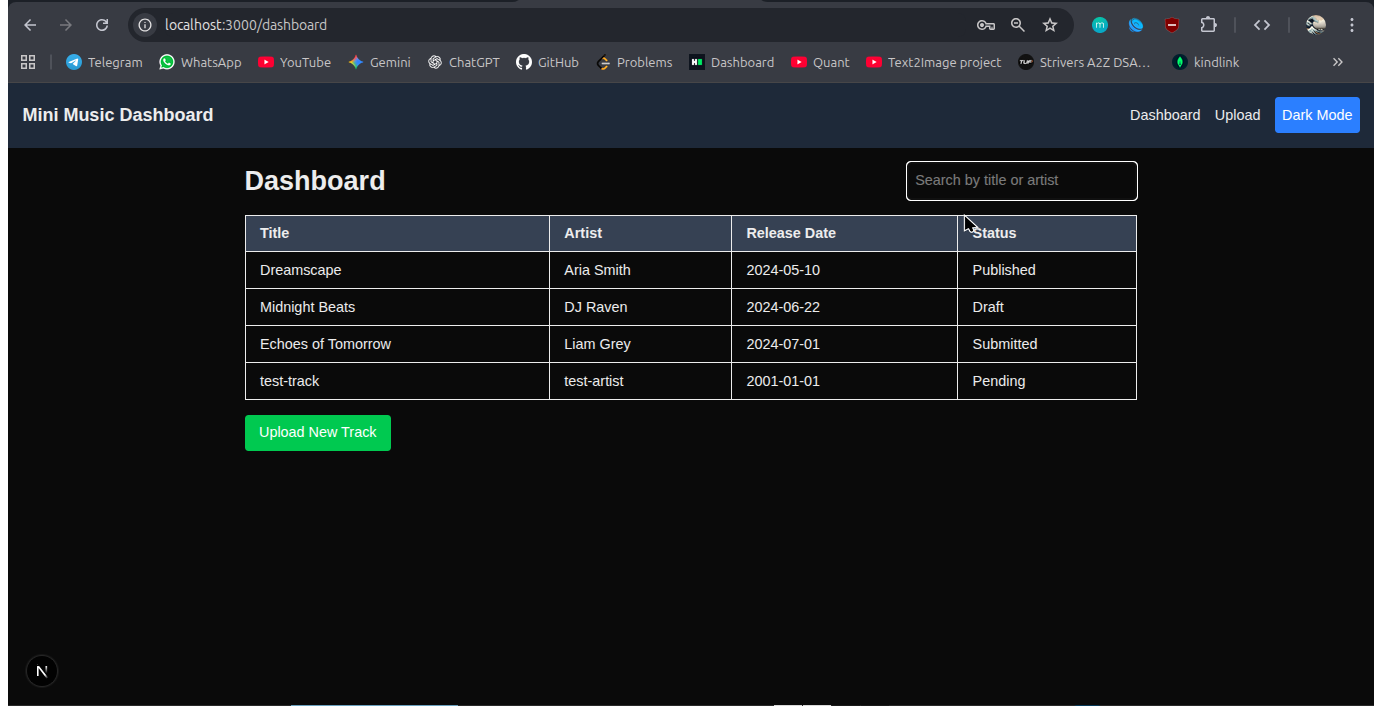 localhost:3000/dashboard
Telegram WhatsApp YouTube Gemini ChatGPT GitHub Problems Dashboard Quant Text2Image project Strivers A2Z DSA... kindlink
Mini Music Dashboard Dashboard Upload Dark Mode
Dashboard Search by title or artist
Title Artist Release Date Status
Dreamscape Aria Smith 2024-05-10 Published
Midnight Beats DJ Raven 2024-06-22 Draft
Echoes of Tomorrow Liam Grey 2024-07-01 Submitted
test-track test-artist 2001-01-01 Pending
Upload New Track
N